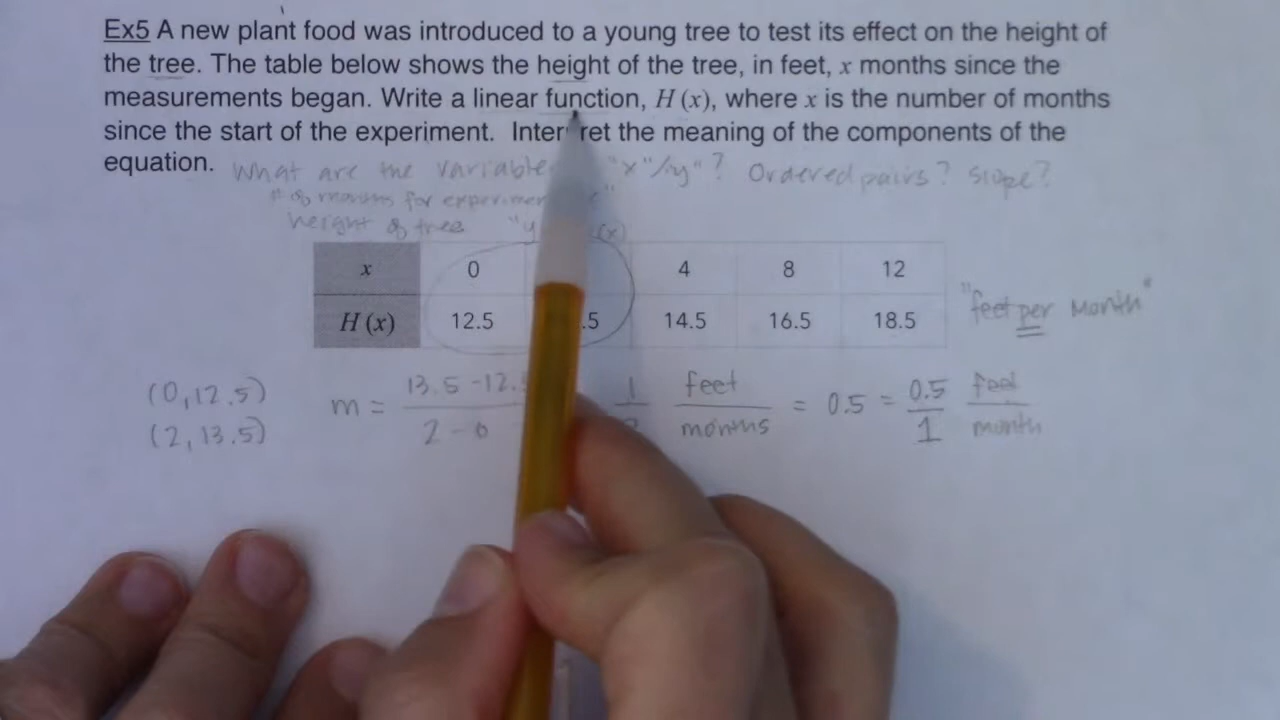 Ex5 A new plant food was introduced to a young tree to test its effect on the height of
the tree. The table below shows the height of the tree, in feet, x months since the
measurements began. Write a linear function, H (x), where x is the number of months
since the start of the experiment. Inter ret the meaning of the components of the
equation. What are the variable "x"/"y"? Ordered pairs? Slope?
# of months for experimen
height of tree "y (x)
x 0 4 8 12
H (x) 12.5 .5 14.5 16.5 18.5 "feet per month"
(0,12.5) m = 13.5 - 12. 1 feet = 0.5 = 0.5 feet
(2, 13.5) 2 - 0 months 1 month